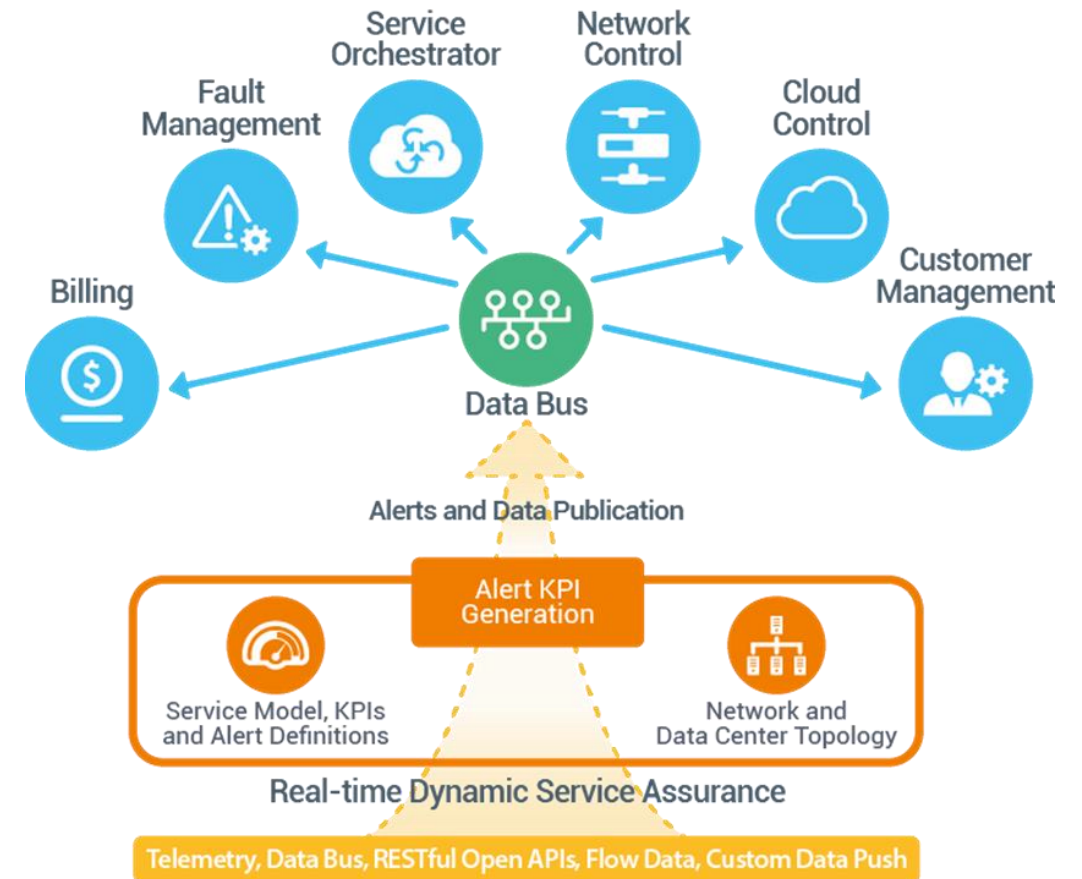 Service
Orchestrator
Network
Control
Fault
Management
Cloud
Control
Billing
$
Customer
Management
Data Bus
Alerts and Data Publication
Alert KPI
Generation
Service Model, KPIs
and Alert Definitions
Network and
Data Center Topology
Real-time Dynamic Service Assurance
Telemetry, Data Bus, RESTful Open APIs, Flow Data, Custom Data Push